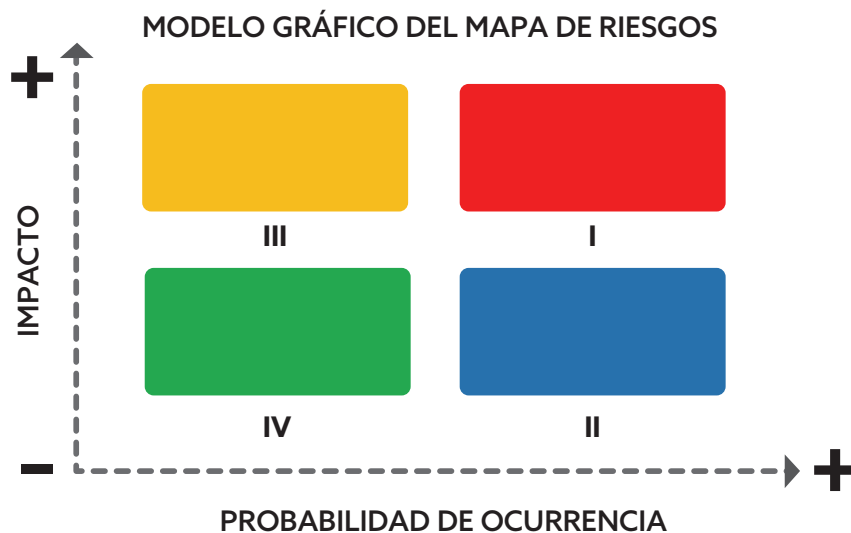 MODELO GRÁFICO DEL MAPA DE RIESGOS
+
III
I
IMPACTO
IV
II
−
+
PROBABILIDAD DE OCURRENCIA